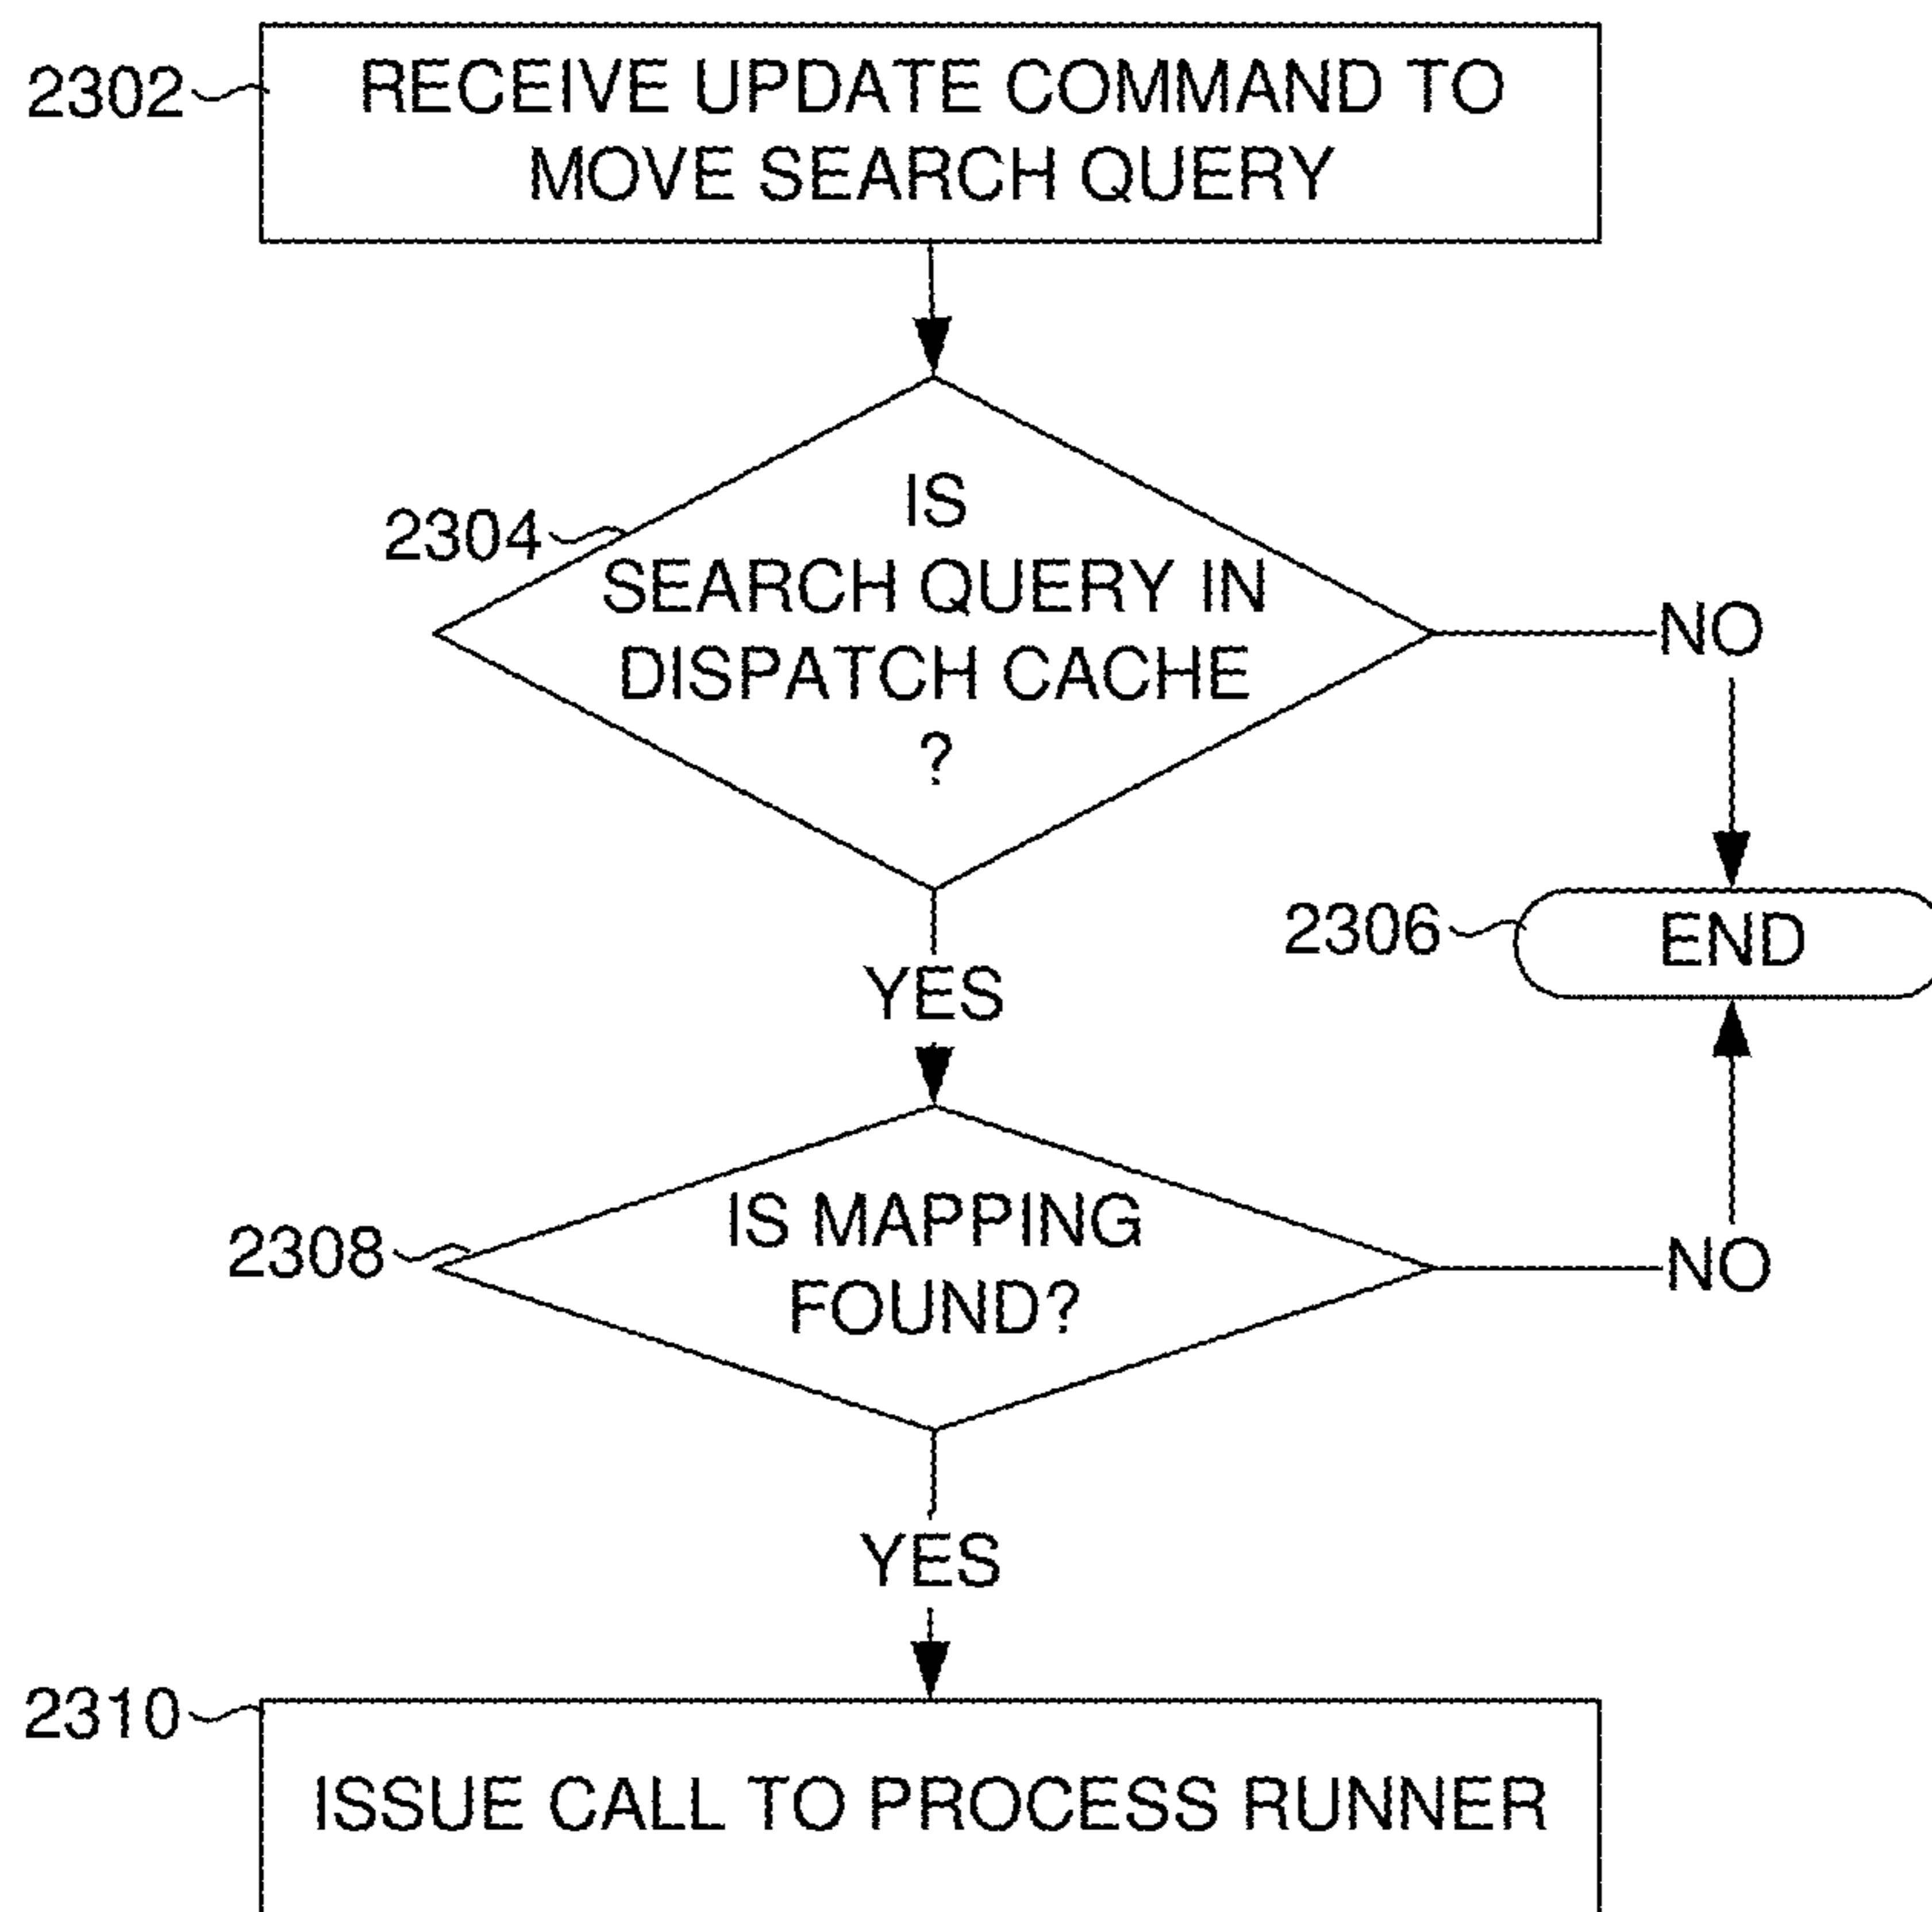 2302
RECEIVE UPDATE COMMAND TO
MOVE SEARCH QUERY
2304
IS
SEARCH QUERY IN
DISPATCH CACHE
?
NO
YES
2306
END
2308
IS MAPPING
FOUND?
NO
YES
2310
ISSUE CALL TO PROCESS RUNNER